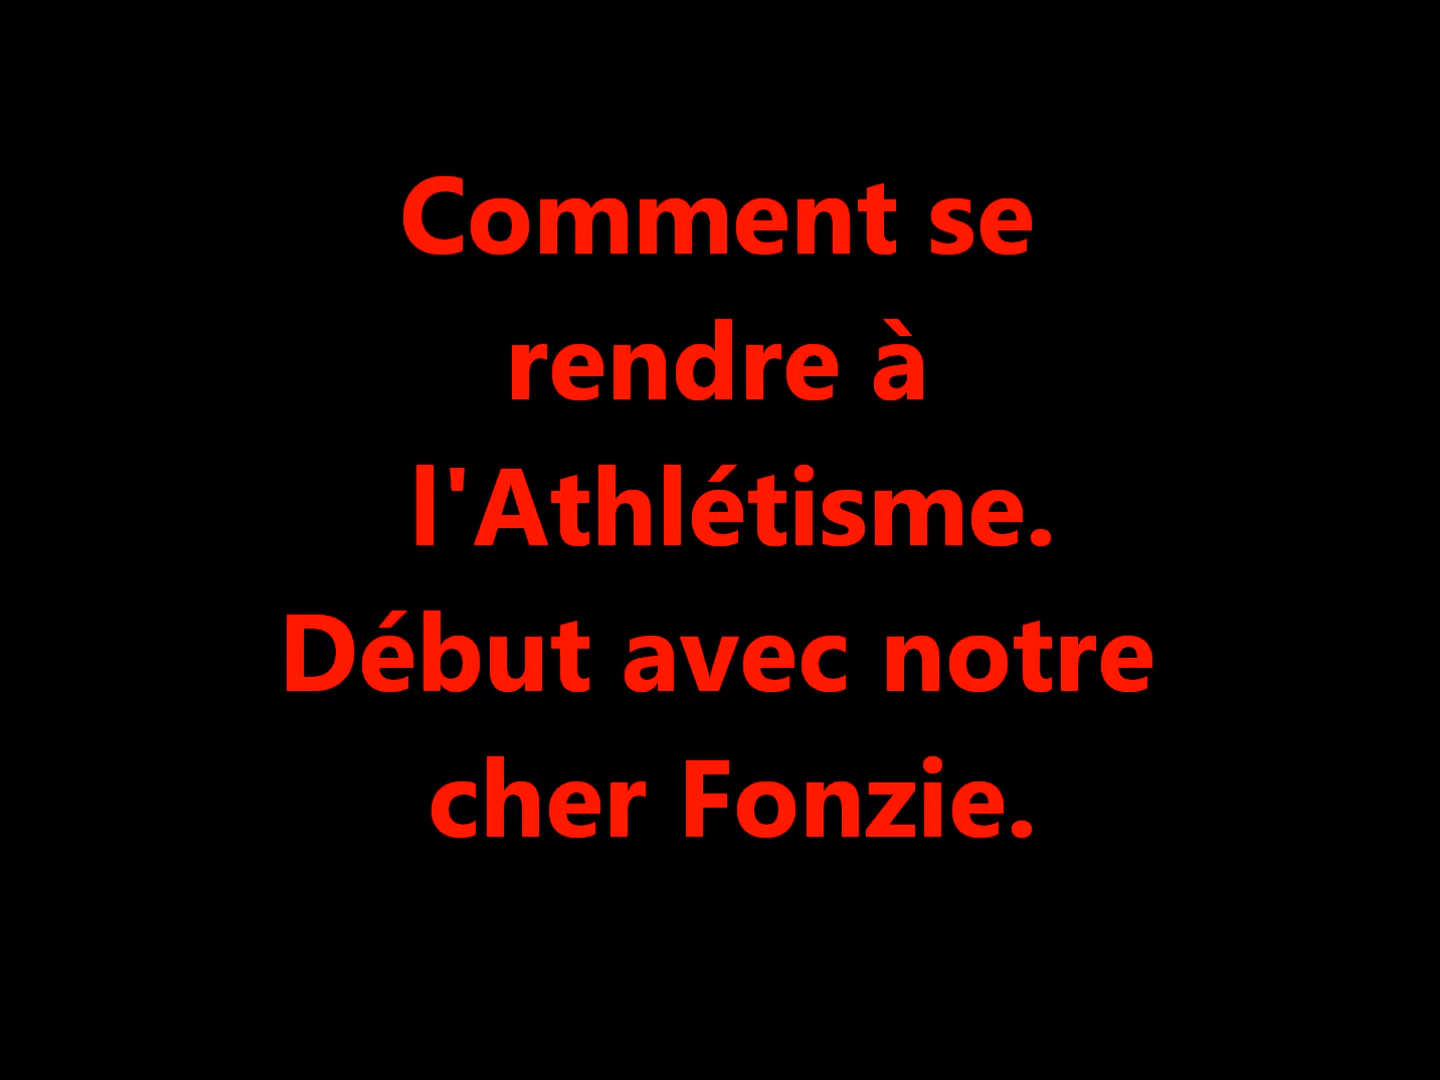 Comment se
rendre à
l'Athlétisme.
Début avec notre
cher Fonzie.